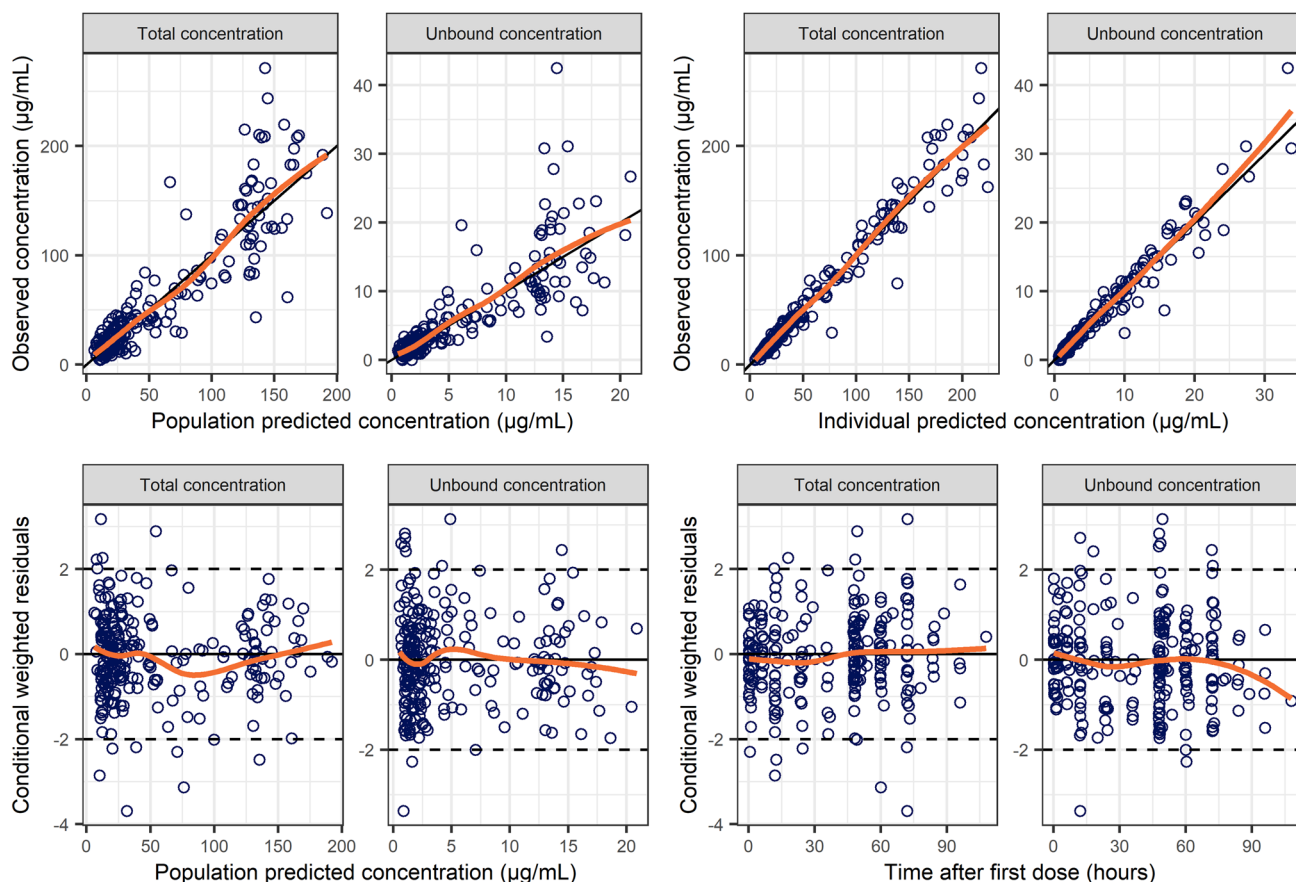 Total concentration
Unbound concentration
Total concentration
Unbound concentration
Observed concentration (µg/mL)
200
100
0
40
30
20
10
0
0 50 100 150 200
0 5 10 15 20
Population predicted concentration (µg/mL)
Observed concentration (µg/mL)
200
100
0
40
30
20
10
0
0 50 100 150 200
0 10 20 30
Individual predicted concentration (µg/mL)
Total concentration
Unbound concentration
Total concentration
Unbound concentration
Conditional weighted residuals
2
0
-2
-4
2
0
-2
0 50 100 150 200
0 5 10 15 20
Population predicted concentration (µg/mL)
Conditional weighted residuals
2
0
-2
-4
2
0
-2
0 30 60 90
0 30 60 90
Time after first dose (hours)